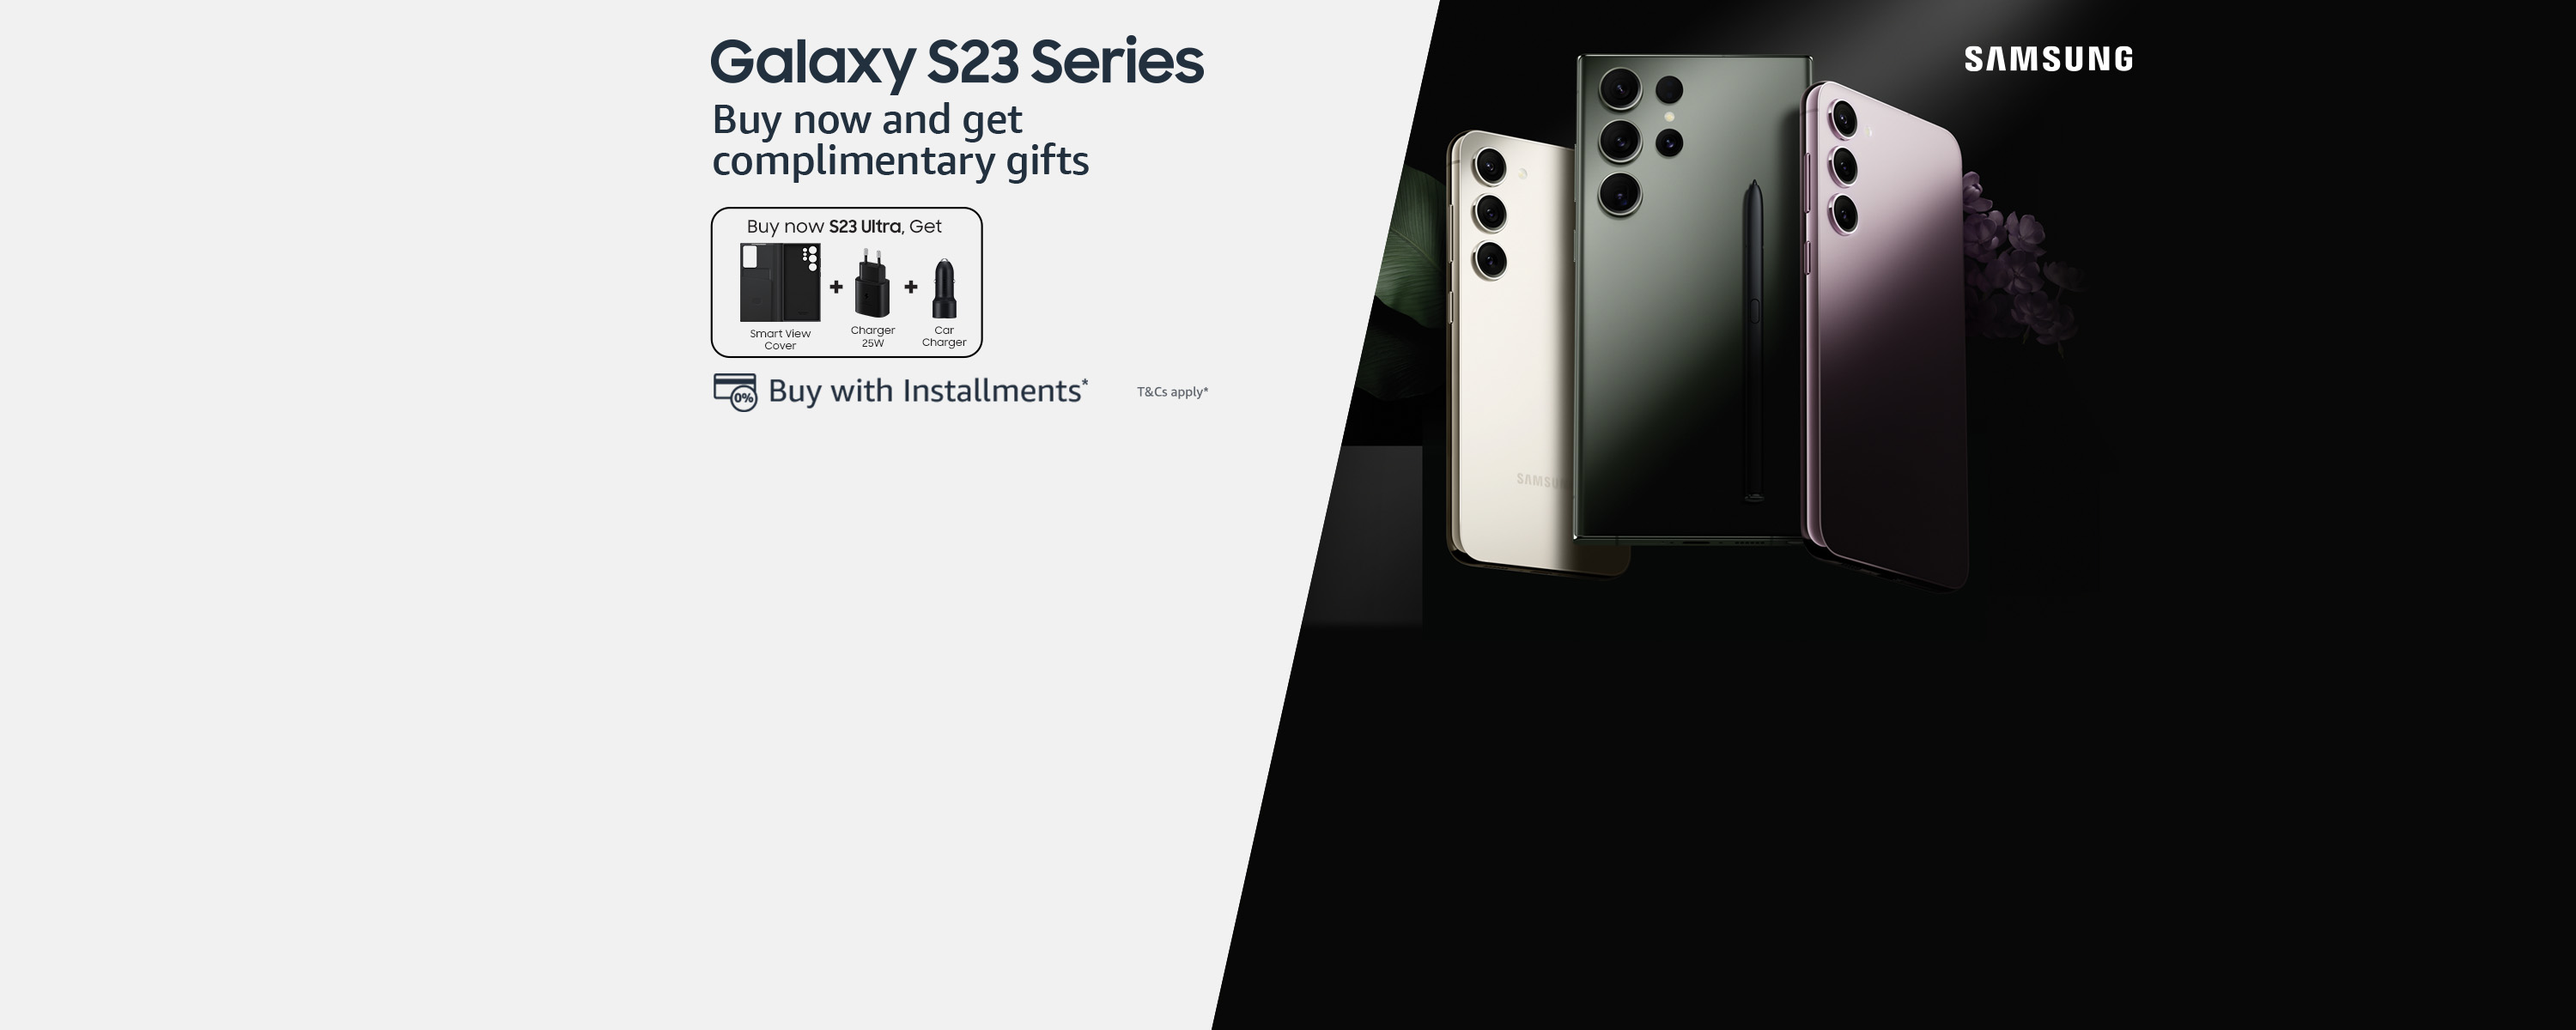 Galaxy S23 Series
Buy now and get
complimentary gifts
Buy now S23 Ultra, Get
+ +
Smart View
Cover
Charger
25W
Car
Charger
0% Buy with Installments*
T&Cs apply*
SAMSUNG
SAMSU